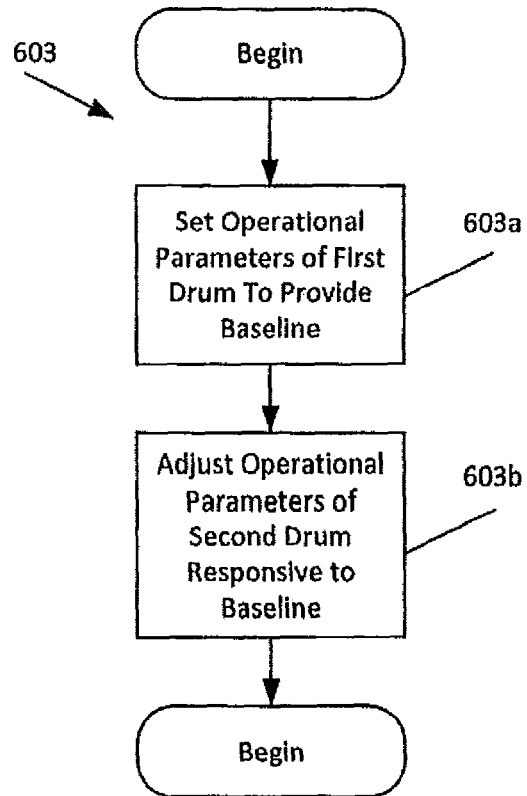 603
Begin
Set Operational
Parameters of First
Drum To Provide
Baseline
603a
Adjust Operational
Parameters of
Second Drum
Responsive to
Baseline
603b
Begin